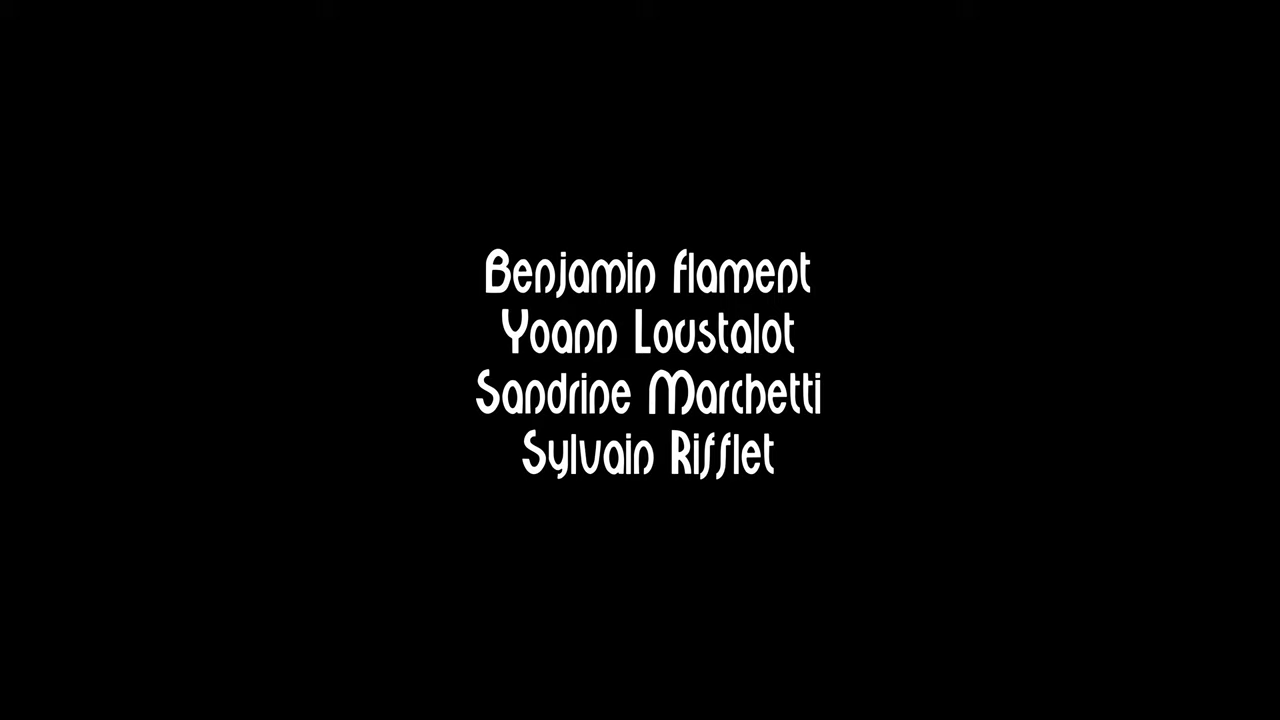 Benjamin Flament
Yoann Loustalot
Sandrine Marchetti
Sylvain Rifflet